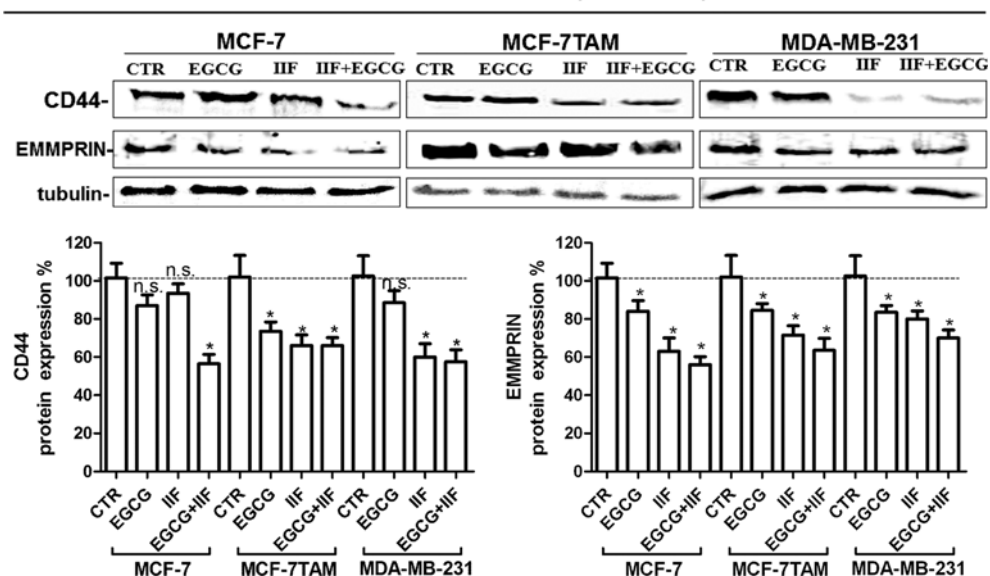 MCF-7 MCF-7TAM MDA-MB-231
CTR EGCG IIF IIF+EGCG CTR EGCG IIF IIF+EGCG CTR EGCG IIF IIF+EGCG
CD44-
EMMPRIN-
tubulin-
CD44
protein expression %
120
100
80
60
40
20
0
n.s.
n.s.
*
*
*
*
n.s.
*
*
CTR EGCG IIF EGCG+IIF CTR EGCG IIF EGCG+IIF CTR EGCG IIF EGCG+IIF
MCF-7 MCF-7TAM MDA-MB-231
EMMPRIN
protein expression %
120
100
80
60
40
20
0
*
*
*
*
*
*
*
*
*
CTR EGCG IIF EGCG+IIF CTR EGCG IIF EGCG+IIF CTR EGCG IIF EGCG+IIF
MCF-7 MCF-7TAM MDA-MB-231